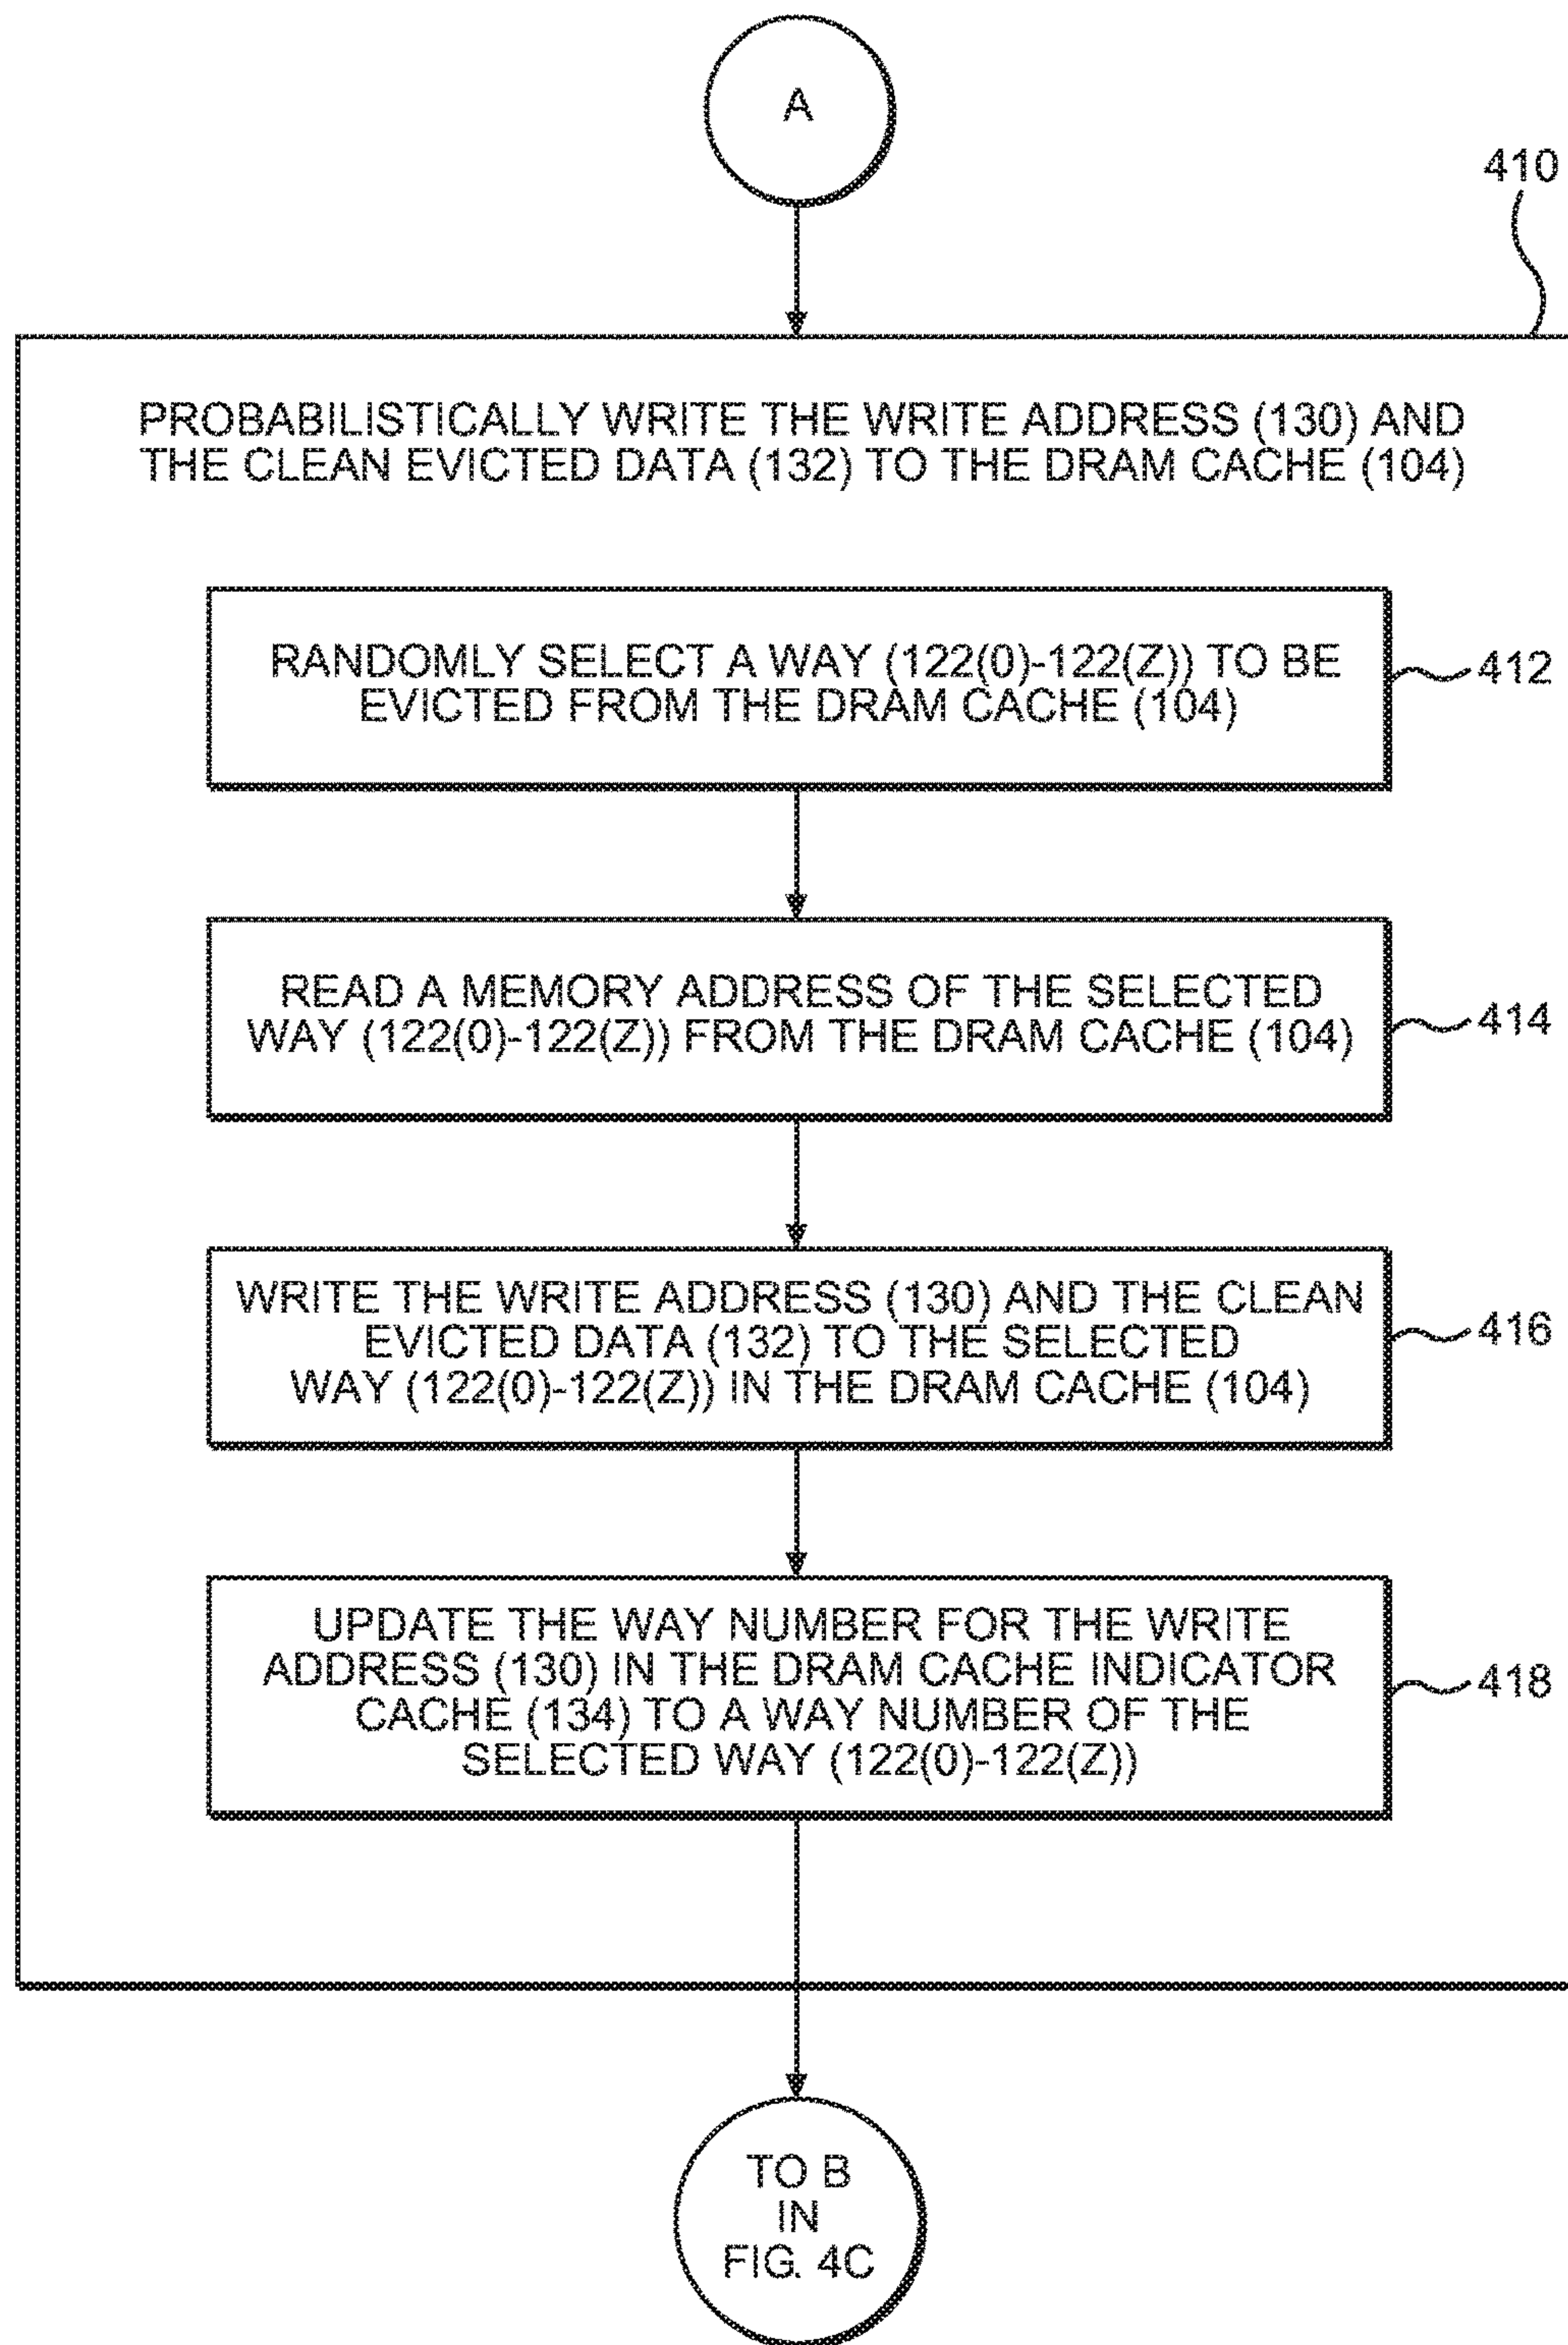 A
410
PROBABILISTICALLY WRITE THE WRITE ADDRESS (130) AND
THE CLEAN EVICTED DATA (132) TO THE DRAM CACHE (104)
RANDOMLY SELECT A WAY (122(0)-122(Z)) TO BE
EVICTED FROM THE DRAM CACHE (104)
412
READ A MEMORY ADDRESS OF THE SELECTED
WAY (122(0)-122(Z)) FROM THE DRAM CACHE (104)
414
WRITE THE WRITE ADDRESS (130) AND THE CLEAN
EVICTED DATA (132) TO THE SELECTED
WAY (122(0)-122(Z)) IN THE DRAM CACHE (104)
416
UPDATE THE WAY NUMBER FOR THE WRITE
ADDRESS (130) IN THE DRAM CACHE INDICATOR
CACHE (134) TO A WAY NUMBER OF THE
SELECTED WAY (122(0)-122(Z))
418
TO B
IN
FIG. 4C